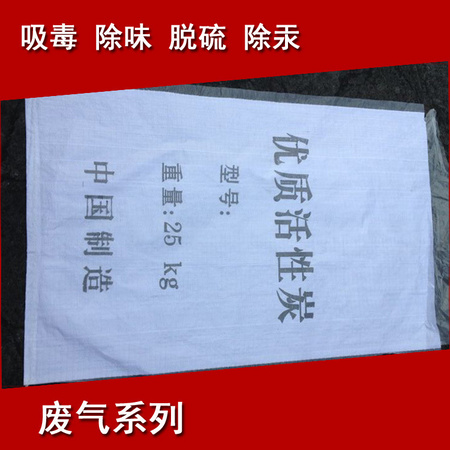 吸毒 除味 脱硫 除汞
优质活性炭
型号:
重量:25 kg
中国制造
废气系列